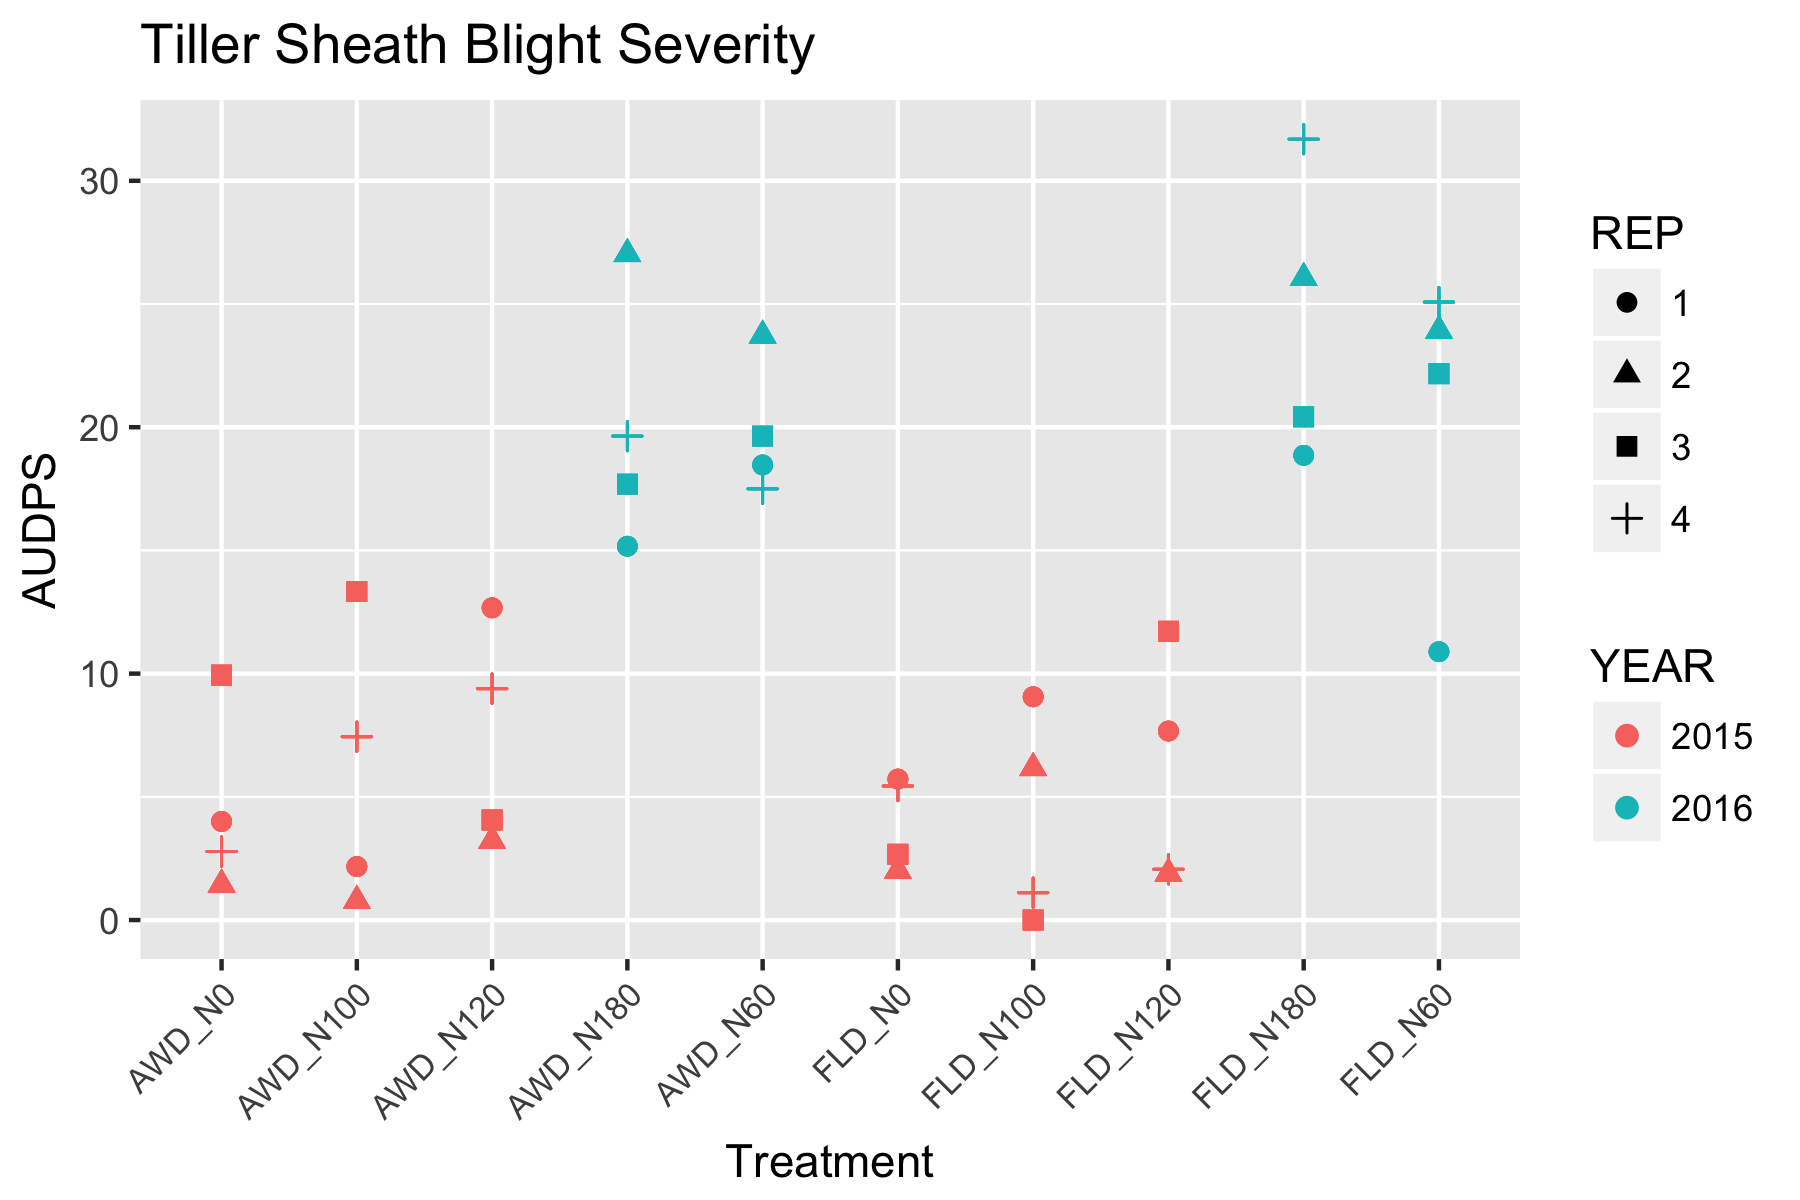 Tiller Sheath Blight Severity
AUDPS
30
20
10
0
AWD_N0
AWD_N100
AWD_N120
AWD_N180
AWD_N60
FLD_N0
FLD_N100
FLD_N120
FLD_N180
FLD_N60
Treatment
REP
1
2
3
4
YEAR
2015
2016